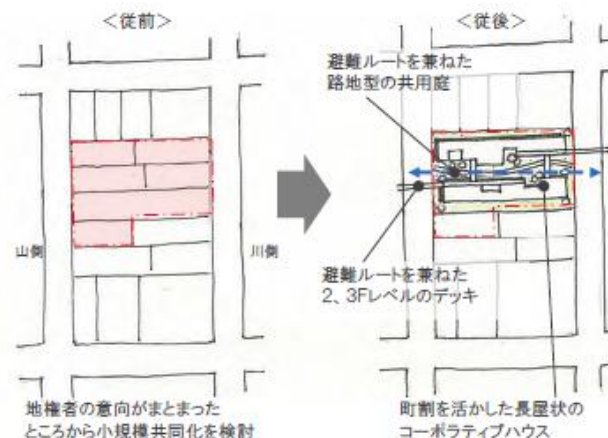 <従前>
<従後>
避難ルートを兼ねた
路地型の共用庭
山側
川側
避難ルートを兼ねた
2、3Fレベルのデッキ
地権者の意向がまとまった
ところから小規模共同化を検討
町割を活かした長屋状の
コーポラティブハウス